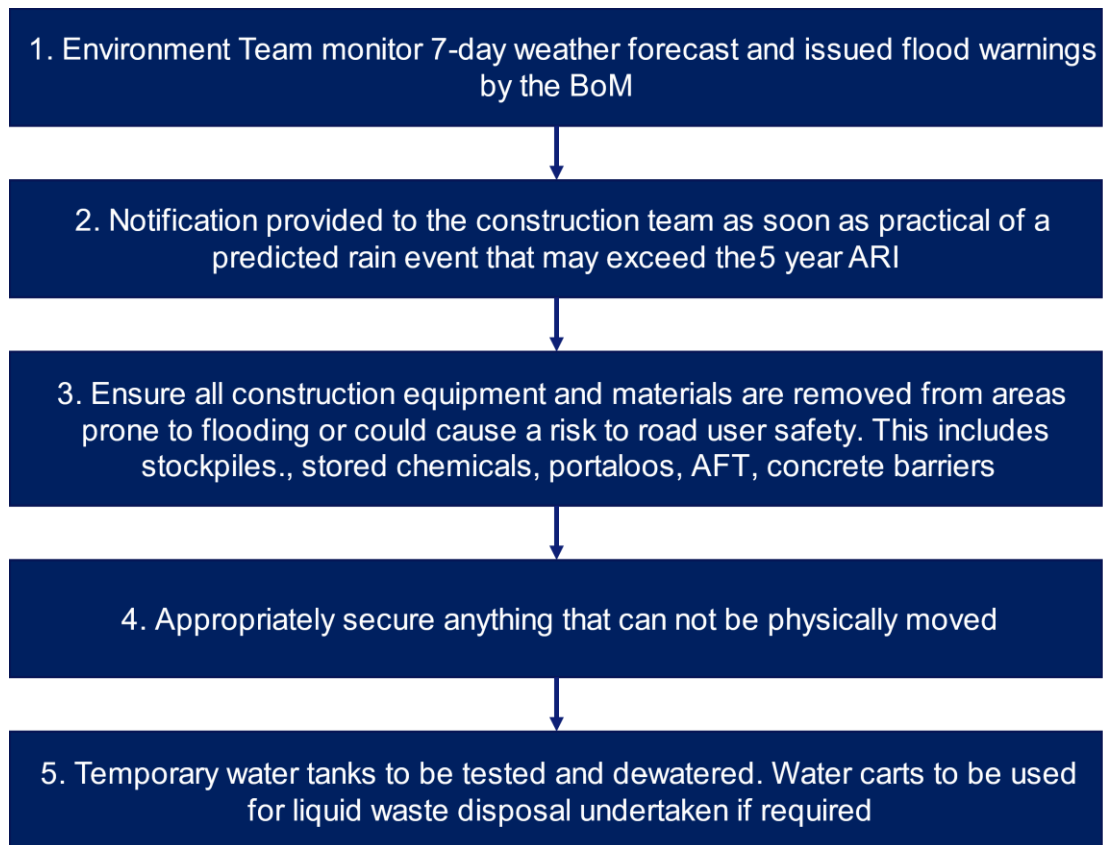 1. Environment Team monitor 7-day weather forecast and issued flood warnings
by the BoM
2. Notification provided to the construction team as soon as practical of a
predicted rain event that may exceed the 5 year ARI
3. Ensure all construction equipment and materials are removed from areas
prone to flooding or could cause a risk to road user safety. This includes
stockpiles., stored chemicals, portaloos, AFT, concrete barriers
4. Appropriately secure anything that can not be physically moved
5. Temporary water tanks to be tested and dewatered. Water carts to be used
for liquid waste disposal undertaken if required